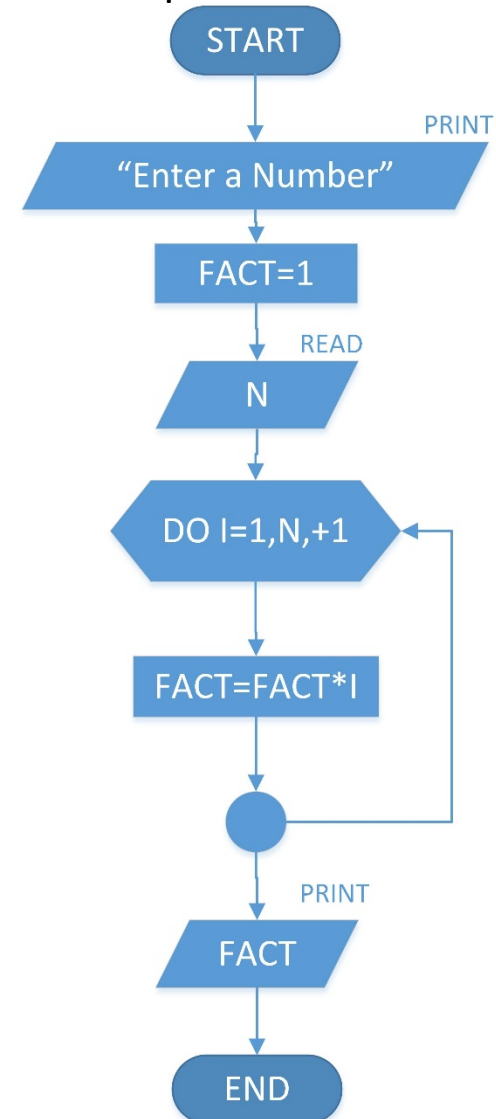 START
PRINT
“Enter a Number”
FACT=1
READ
N
DO I=1,N,+1
FACT=FACT*I
PRINT
FACT
END